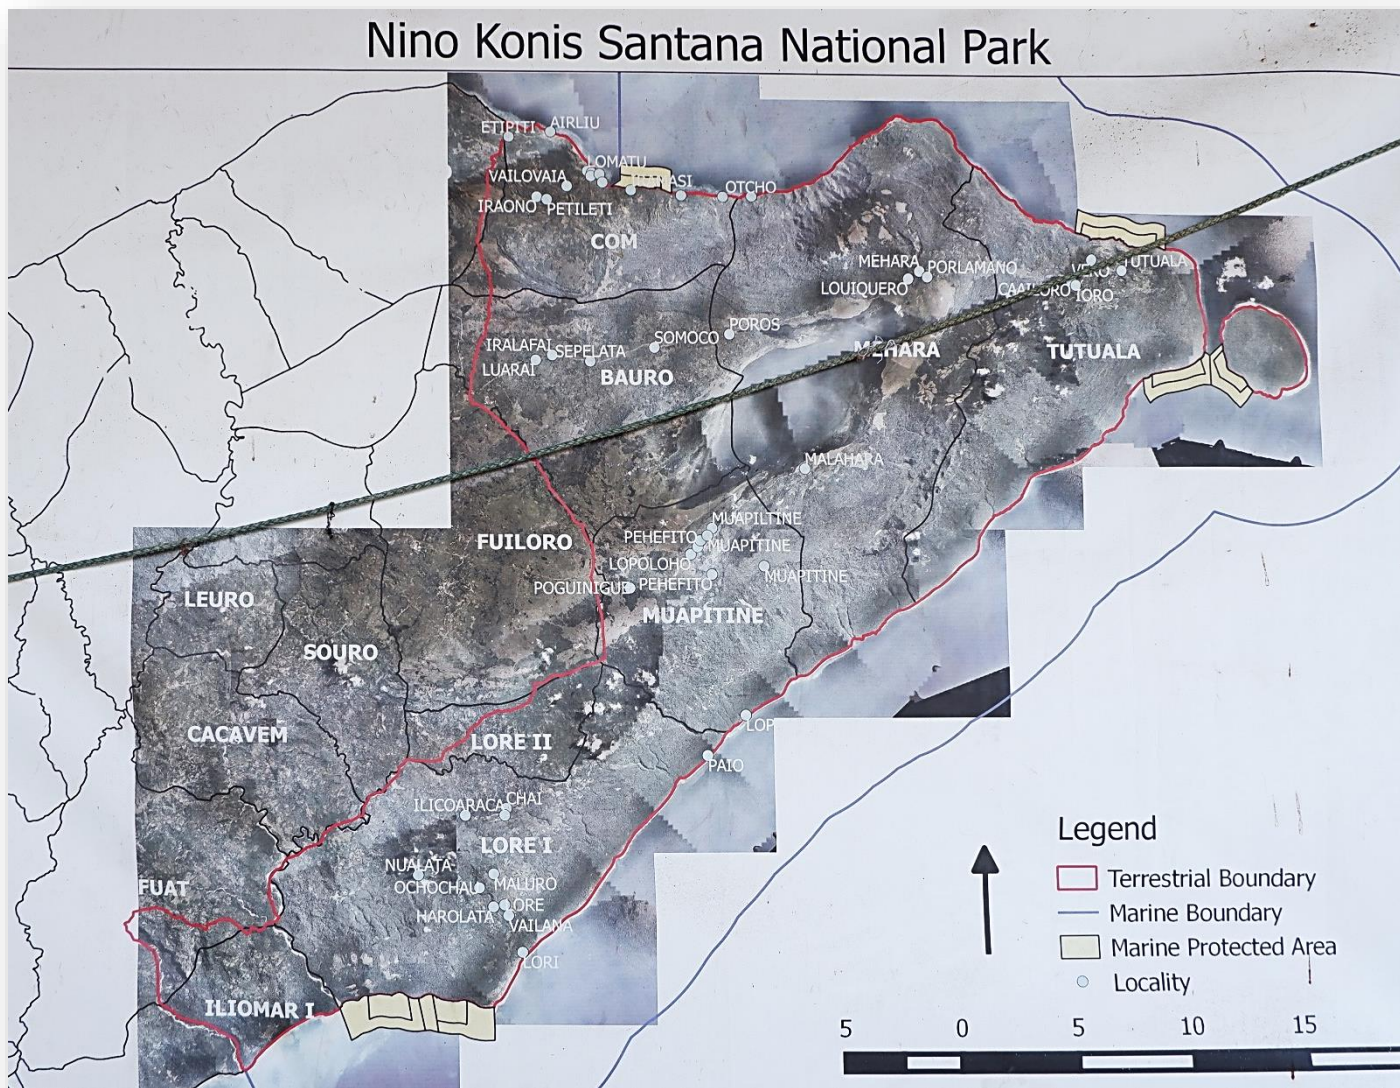 Nino Konis Santana National Park
ETIPITI
AIRLIU
LOMATU
VAILOVAIA
IRAONO
PETILETI
OTCHO
COM
MEHARA
PORLAMANO
LOUIQUERO
TUTUALA
IORO
POROS
SOMOCO
IRALAFAI
SEPELATA
LUARAI
BAURO
MEHARA
TUTUALA
MALAHARA
MUAPILTINE
PEHEFITO
MUAPITINE
LOPOLOHO
MUAPITINE
POGUINIGUE
PEHEFITO
FUILORO
MUAPITINE
LEURO
SOURO
CACAVEM
LORE II
LOP
PAIO
ILICOARACA
CHAI
LORE I
NUALATA
OCHOCHAU
MALURO
LORE
HAROLATA
VAILANA
LORI
FUAT
ILIOMAR I
Legend
Terrestrial Boundary
Marine Boundary
Marine Protected Area
Locality
5 0 5 10 15